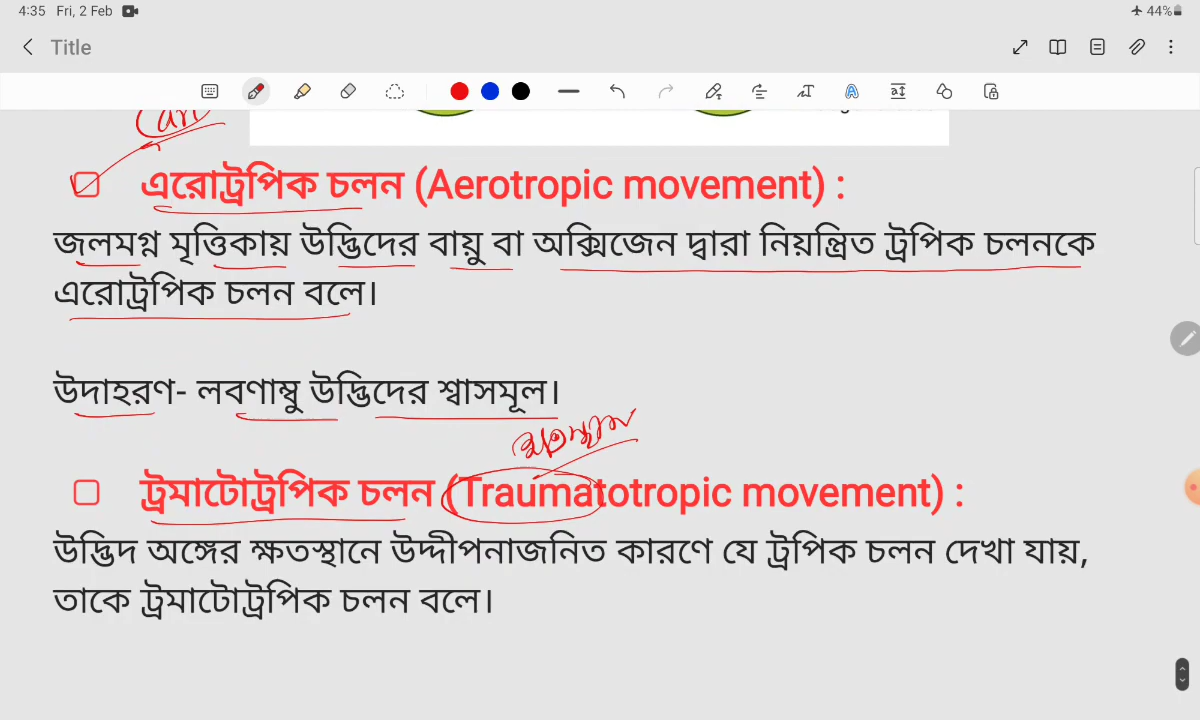 4:35 Fri, 2 Feb
44%
Title
এরোট্রপিক চলন (Aerotropic movement) :
জলমগ্ন মৃত্তিকায় উদ্ভিদের বায়ু বা অক্সিজেন দ্বারা নিয়ন্ত্রিত ট্রপিক চলনকে
এরোট্রপিক চলন বলে।
উদাহরণ- লবণাম্বু উদ্ভিদের শ্বাসমূল।
ক্ষতস্থান
ট্রমাটোট্রপিক চলন (Traumatotropic movement) :
উদ্ভিদ অঙ্গের ক্ষতস্থানে উদ্দীপনাজনিত কারণে যে ট্রপিক চলন দেখা যায়,
তাকে ট্রমাটোট্রপিক চলন বলে।